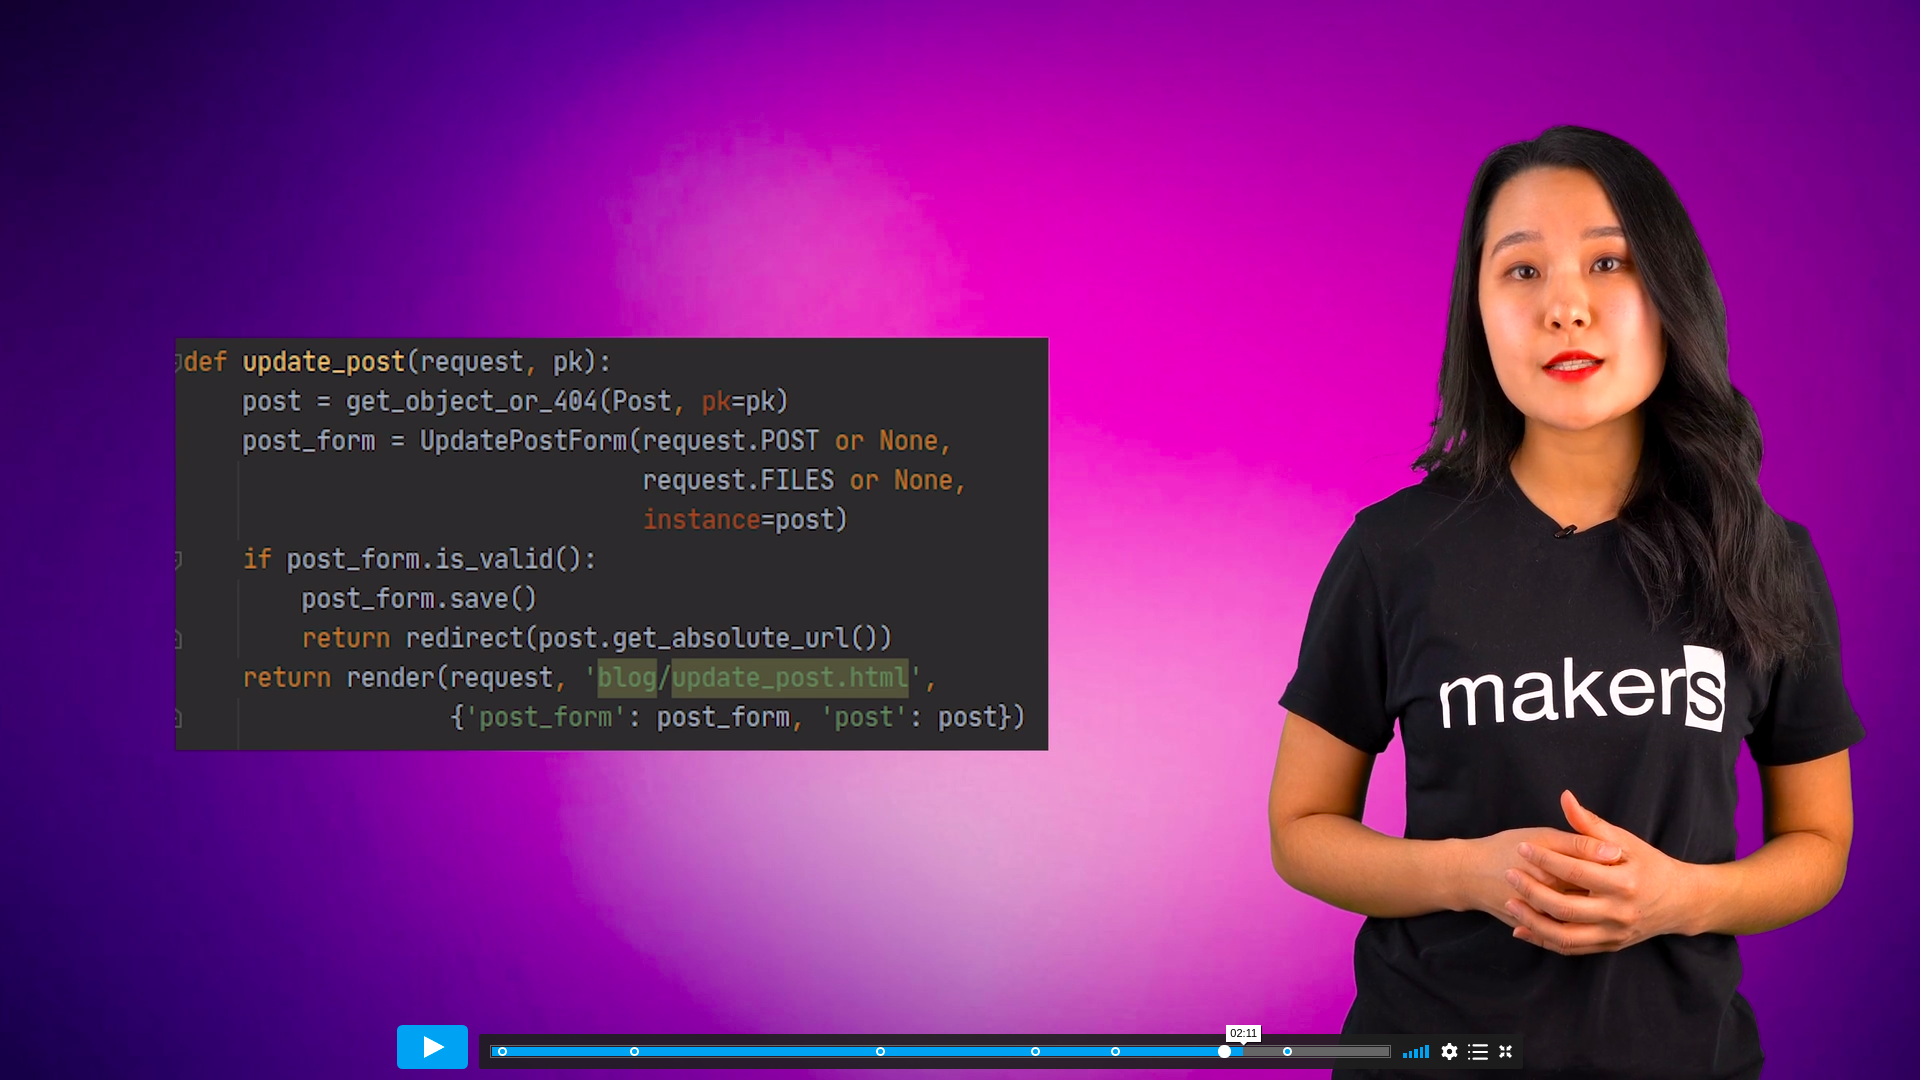 def update_post(request, pk):
post = get_object_or_404(Post, pk=pk)
post_form = UpdatePostForm(request.POST or None,
request.FILES or None,
instance=post)
if post_form.is_valid():
post_form.save()
return redirect(post.get_absolute_url())
return render(request, 'blog/update_post.html',
{'post_form': post_form, 'post': post})
makers
02:11